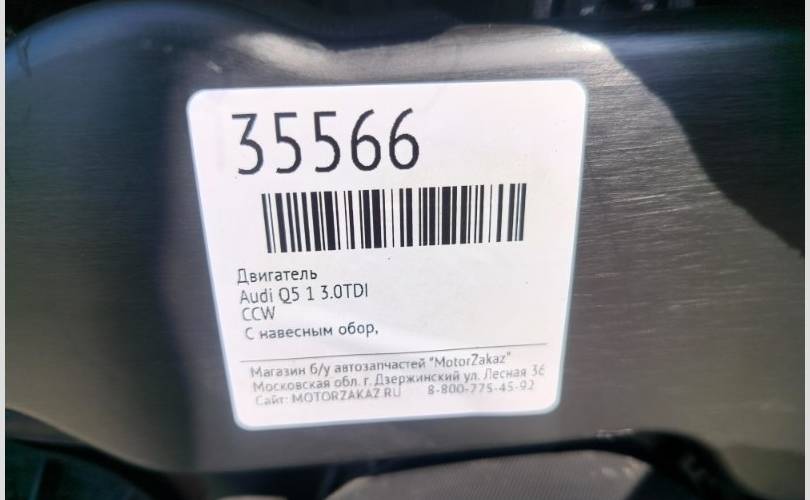 35566
Двигатель
Audi Q5 1 3.0TDI
CCW
С навесным обор,
Магазин б/у автозапчастей "MotorZakaz"
Московская обл. г. Дзержинский ул. Лесная 36
Сайт: MOTORZAKAZ.RU 8-800-775-45-92